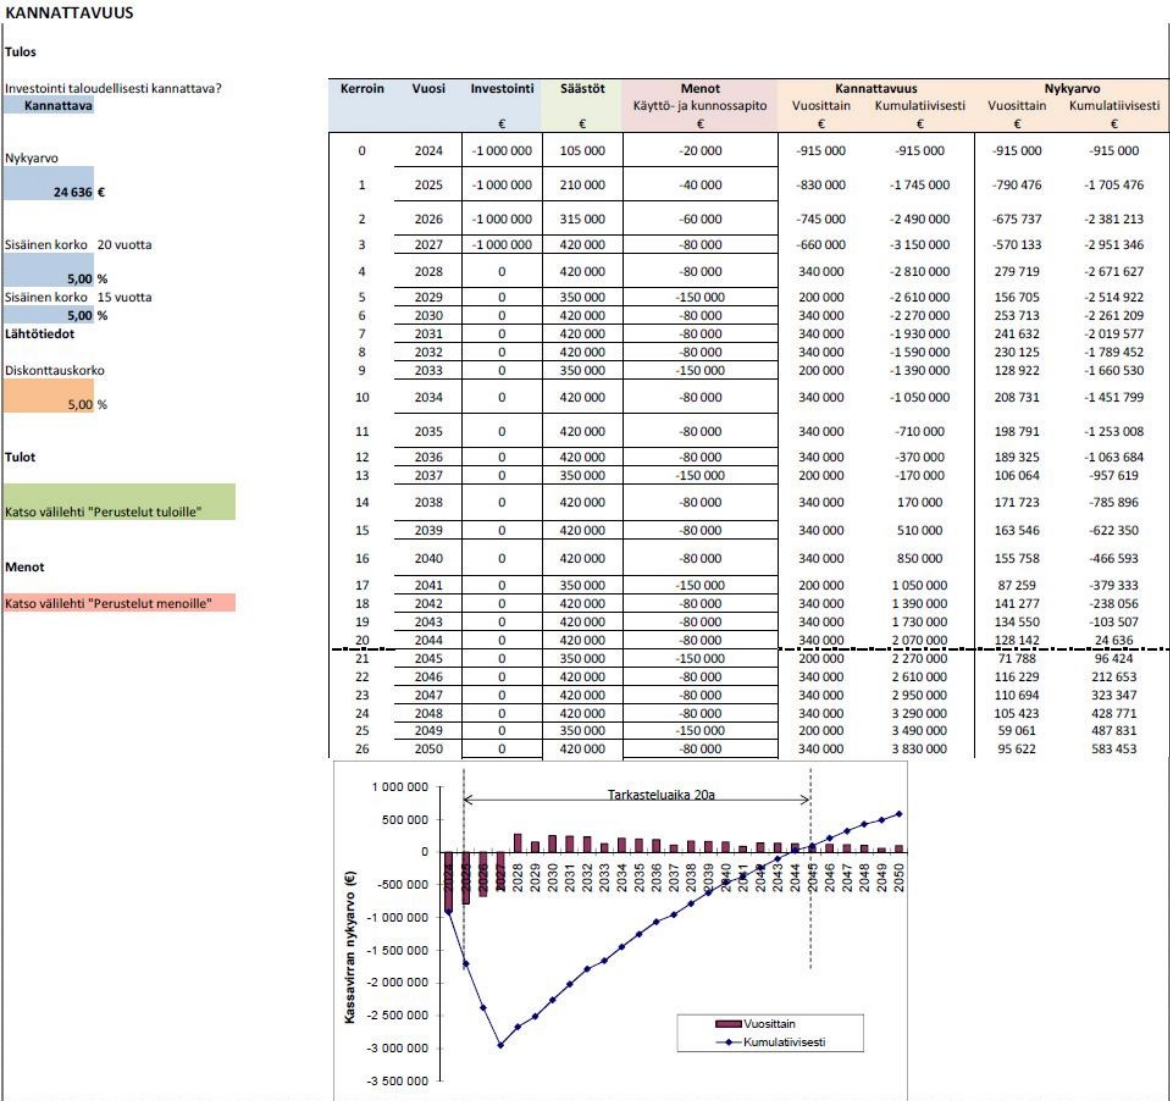 KANNATTAVUUS
Tulos
Investointi taloudellisesti kannattava?
Kannattava
Nykyarvo
24 636 €
Sisäinen korko 20 vuotta
5,00 %
Sisäinen korko 15 vuotta
5,00 %
Lähtötiedot
Diskonttauskorko
5,00 %
Tulot
Katso välilehti "Perustelut tuloille"
Menot
Katso välilehti "Perustelut menoille"
Kerroin Vuosi Investointi Säästöt Menot Kannattavuus Nykyarvo
Käyttö- ja kunnossapito Vuosittain Kumulatiivisesti Vuosittain Kumulatiivisesti
€ € € € € € €
0 2024 -1 000 000 105 000 -20 000 -915 000 -915 000 -915 000 -915 000
1 2025 -1 000 000 210 000 -40 000 -830 000 -1 745 000 -790 476 -1 705 476
2 2026 -1 000 000 315 000 -60 000 -745 000 -2 490 000 -675 737 -2 381 213
3 2027 -1 000 000 420 000 -80 000 -660 000 -3 150 000 -570 133 -2 951 346
4 2028 0 420 000 -80 000 340 000 -2 810 000 279 719 -2 671 627
5 2029 0 350 000 -150 000 200 000 -2 610 000 156 705 -2 514 922
6 2030 0 420 000 -80 000 340 000 -2 270 000 253 713 -2 261 209
7 2031 0 420 000 -80 000 340 000 -1 930 000 241 632 -2 019 577
8 2032 0 420 000 -80 000 340 000 -1 590 000 230 125 -1 789 452
9 2033 0 350 000 -150 000 200 000 -1 390 000 128 922 -1 660 530
10 2034 0 420 000 -80 000 340 000 -1 050 000 208 731 -1 451 799
11 2035 0 420 000 -80 000 340 000 -710 000 198 791 -1 253 008
12 2036 0 420 000 -80 000 340 000 -370 000 189 325 -1 063 684
13 2037 0 350 000 -150 000 200 000 -170 000 106 064 -957 619
14 2038 0 420 000 -80 000 340 000 170 000 171 723 -785 896
15 2039 0 420 000 -80 000 340 000 510 000 163 546 -622 350
16 2040 0 420 000 -80 000 340 000 850 000 155 758 -466 593
17 2041 0 350 000 -150 000 200 000 1 050 000 87 259 -379 333
18 2042 0 420 000 -80 000 340 000 1 390 000 141 277 -238 056
19 2043 0 420 000 -80 000 340 000 1 730 000 134 550 -103 507
20 2044 0 420 000 -80 000 340 000 2 070 000 128 142 24 636
21 2045 0 350 000 -150 000 200 000 2 270 000 71 788 96 424
22 2046 0 420 000 -80 000 340 000 2 610 000 116 229 212 653
23 2047 0 420 000 -80 000 340 000 2 950 000 110 694 323 347
24 2048 0 420 000 -80 000 340 000 3 290 000 105 423 428 771
25 2049 0 350 000 -150 000 200 000 3 490 000 59 061 487 831
26 2050 0 420 000 -80 000 340 000 3 830 000 95 622 583 453
Tarkasteluaika 20a
Kassavirran nykyarvo (€)
1 000 000
500 000
0
-500 000
-1 000 000
-1 500 000
-2 000 000
-2 500 000
-3 000 000
-3 500 000
2024 2025 2026 2027 2028 2029 2030 2031 2032 2033 2034 2035 2036 2037 2038 2039 2040 2041 2042 2043 2044 2045 2046 2047 2048 2049 2050
Vuosittain
Kumulatiivisesti